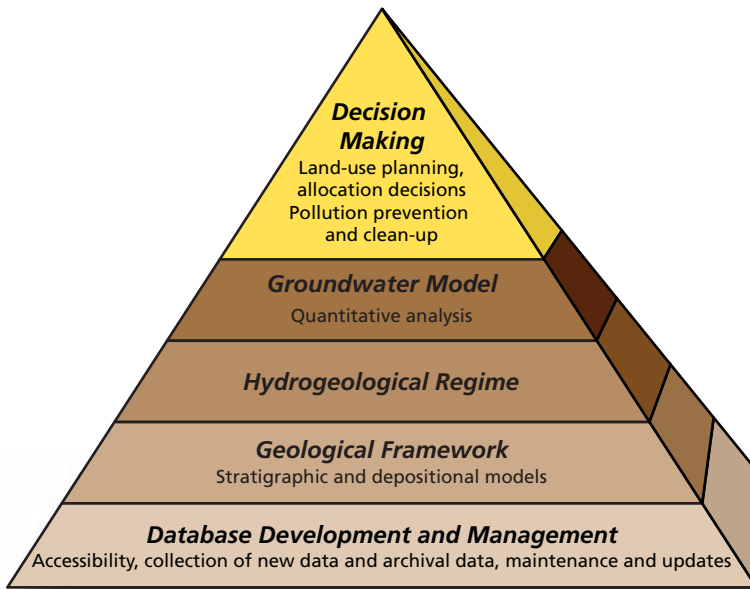 Decision
Making
Land-use planning,
allocation decisions
Pollution prevention
and clean-up
Groundwater Model
Quantitative analysis
Hydrogeological Regime
Geological Framework
Stratigraphic and depositional models
Database Development and Management
Accessibility, collection of new data and archival data, maintenance and updates